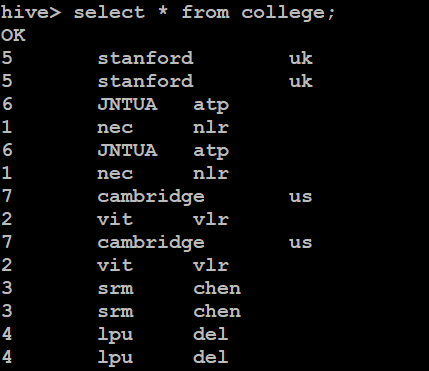 hive> select * from college;
OK
5 stanford uk
5 stanford uk
6 JNTUA atp
1 nec nlr
6 JNTUA atp
1 nec nlr
7 cambridge us
2 vit vlr
7 cambridge us
2 vit vlr
3 srm chen
3 srm chen
4 lpu del
4 lpu del